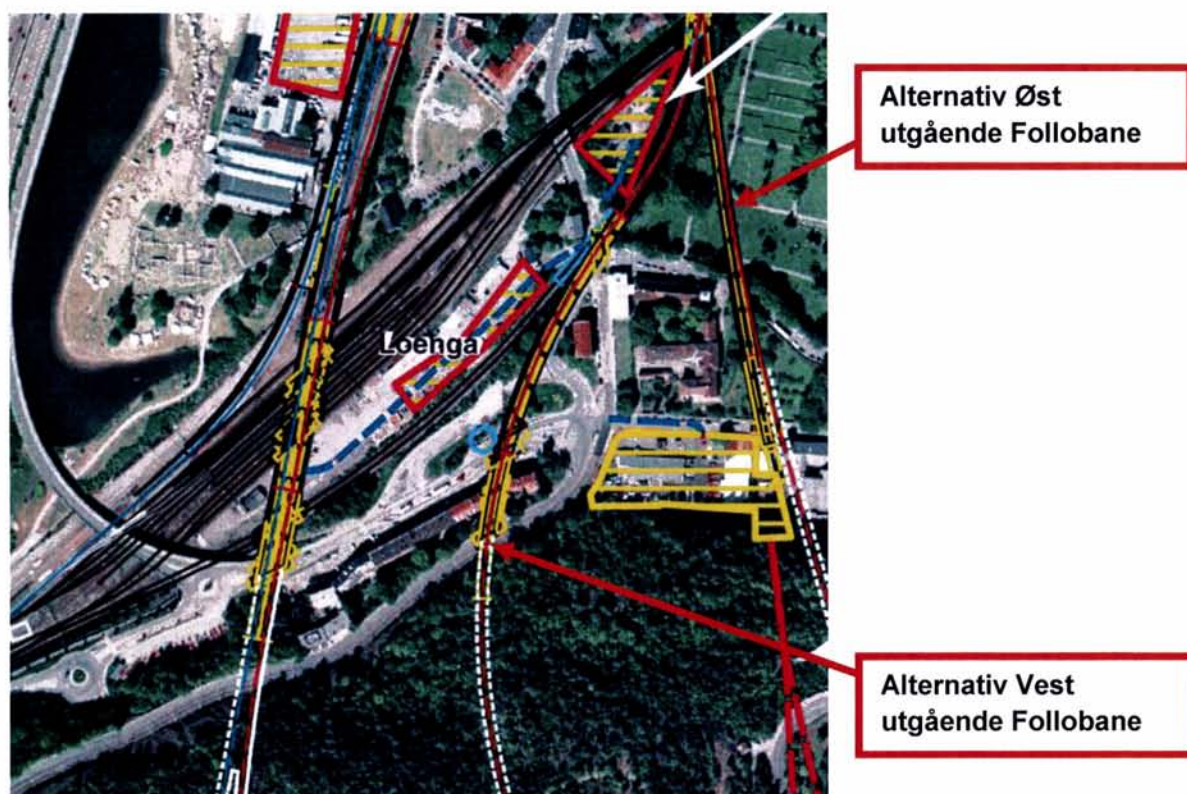 Alternativ Øst
utgående Follobane
Loenga
Alternativ Vest
utgående Follobane